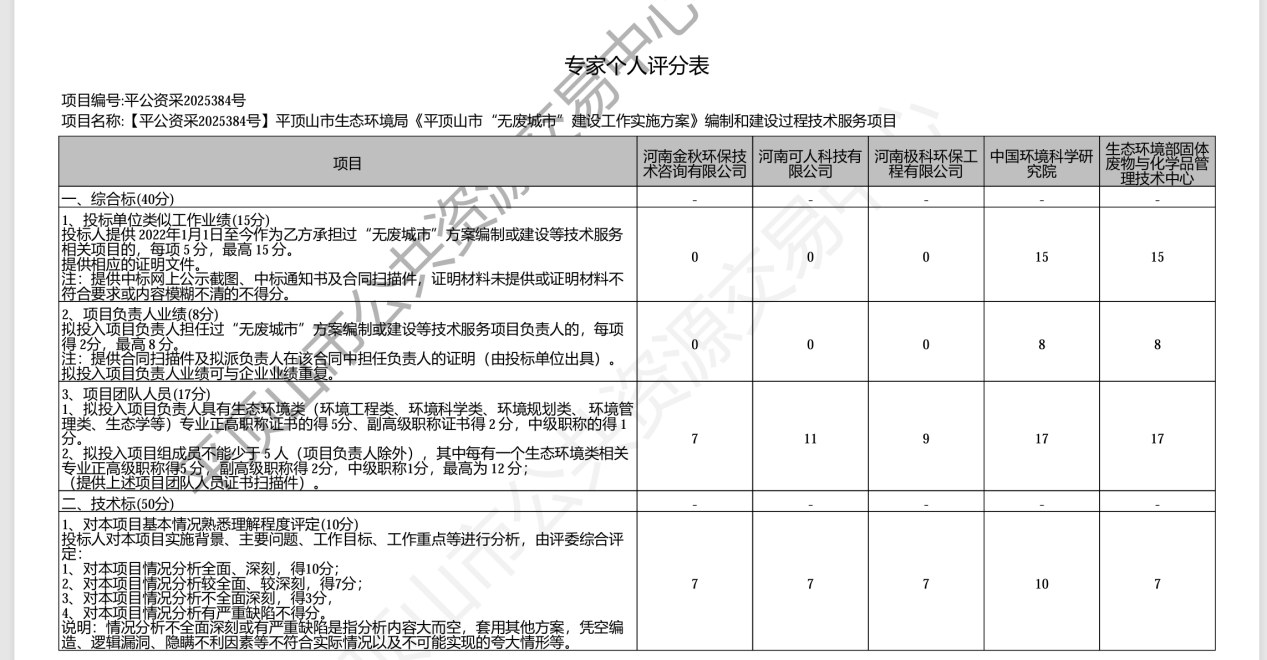 专家个人评分表
项目编号:平公资采2025384号
项目名称:【平公资采2025384号】平顶山市生态环境局《平顶山市“无废城市”建设工作实施方案》编制和建设过程技术服务项目
项目
河南金秋环保技
术咨询有限公司
河南可人科技有
限公司
河南极科环保工
程有限公司
中国环境科学研
究院
生态环境部固体
废物与化学品管
理技术中心
一、综合标(40分)
-
-
-
-
-
1、投标单位类似工作业绩(15分)
投标人提供 2022年1月1日至今作为乙方承担过“无废城市”方案编制或建设等技术服务
相关项目的，每项 5 分，最高 15 分。
提供相应的证明文件。
注：提供中标网上公示截图、中标通知书及合同扫描件，证明材料未提供或证明材料不
符合要求或内容模糊不清的不得分。
0
0
0
15
15
2、项目负责人业绩(8分)
拟投入项目负责人担任过“无废城市”方案编制或建设等技术服务项目负责人的，每项
得 2分，最高 8 分。
注：提供合同扫描件及拟派负责人在该合同中担任负责人的证明（由投标单位出具）。
拟投入项目负责人业绩可与企业业绩重复。
0
0
0
8
8
3、项目团队人员(17分)
1、拟投入项目负责人具有生态环境类（环境工程类、环境科学类、环境规划类、环境管
理类、生态学等）专业正高职称证书的得 5分、副高级职称证书得 2 分，中级职称的得 1
分。
2、拟投入项目组成员不能少于 5 人（项目负责人除外），其中每有一个生态环境类相关
专业正高级职称得5分，副高级职称得 2分，中级职称1分，最高为 12 分；
（提供上述项目团队人员证书扫描件）。
7
11
9
17
17
二、技术标(50分)
-
-
-
-
-
1、对本项目基本情况熟悉理解程度评定(10分)
投标人对本项目实施背景、主要问题、工作目标、工作重点等进行分析，由评委综合评
定：
1、对本项目情况分析全面、深刻，得10分；
2、对本项目情况分析较全面、较深刻，得7分；
3、对本项目情况分析不全面深刻，得3分，
4、对本项目情况分析有严重缺陷不得分。
说明：情况分析不全面深刻或有严重缺陷是指分析内容大而空，套用其他方案，凭空编
造、逻辑漏洞、隐瞒不利因素等不符合实际情况以及不可能实现的夸大情形等。
7
7
7
10
7
平顶山市公共资源交易中心
平顶山市公共资源交易中心